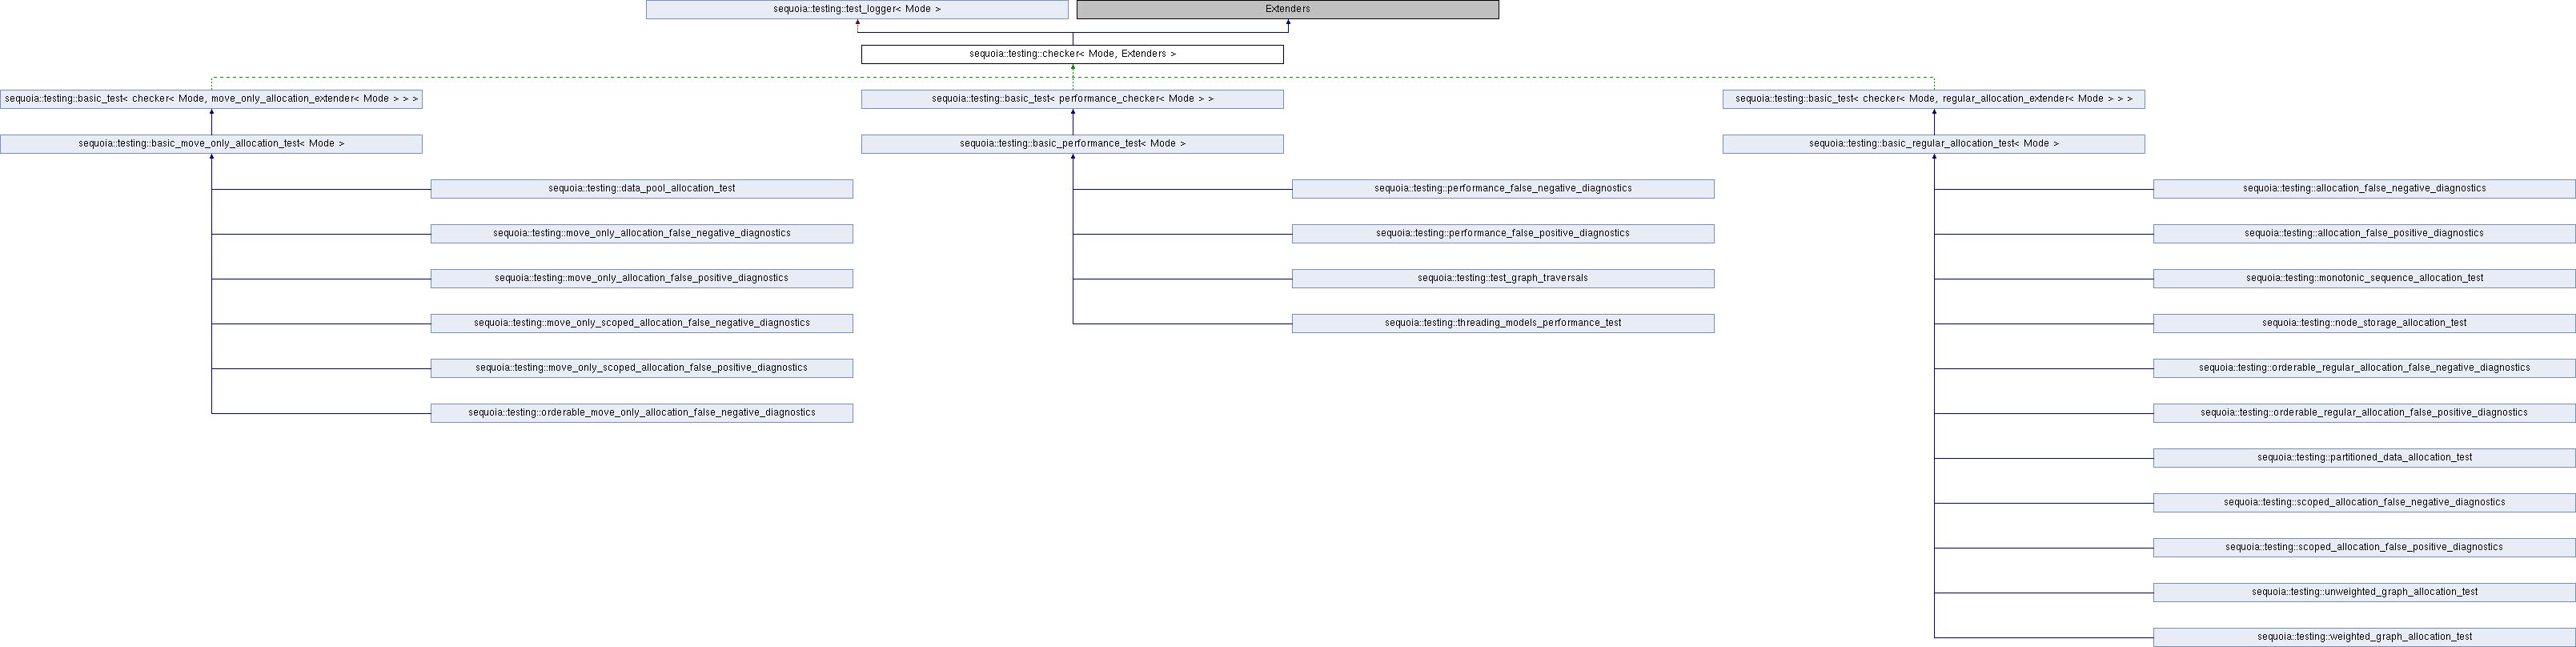 sequoia::testing::test_logger< Mode >
Extenders
sequoia::testing::checker< Mode, Extenders >
sequoia::testing::basic_test< checker< Mode, move_only_allocation_extender< Mode > > >
sequoia::testing::basic_test< performance_checker< Mode > >
sequoia::testing::basic_test< checker< Mode, regular_allocation_extender< Mode > > >
sequoia::testing::basic_move_only_allocation_test< Mode >
sequoia::testing::basic_performance_test< Mode >
sequoia::testing::basic_regular_allocation_test< Mode >
sequoia::testing::data_pool_allocation_test
sequoia::testing::performance_false_negative_diagnostics
sequoia::testing::allocation_false_negative_diagnostics
sequoia::testing::move_only_allocation_false_negative_diagnostics
sequoia::testing::performance_false_positive_diagnostics
sequoia::testing::allocation_false_positive_diagnostics
sequoia::testing::move_only_allocation_false_positive_diagnostics
sequoia::testing::test_graph_traversals
sequoia::testing::monotonic_sequence_allocation_test
sequoia::testing::move_only_scoped_allocation_false_negative_diagnostics
sequoia::testing::threading_models_performance_test
sequoia::testing::node_storage_allocation_test
sequoia::testing::move_only_scoped_allocation_false_positive_diagnostics
sequoia::testing::orderable_regular_allocation_false_negative_diagnostics
sequoia::testing::orderable_move_only_allocation_false_negative_diagnostics
sequoia::testing::orderable_regular_allocation_false_positive_diagnostics
sequoia::testing::partitioned_data_allocation_test
sequoia::testing::scoped_allocation_false_negative_diagnostics
sequoia::testing::scoped_allocation_false_positive_diagnostics
sequoia::testing::unweighted_graph_allocation_test
sequoia::testing::weighted_graph_allocation_test